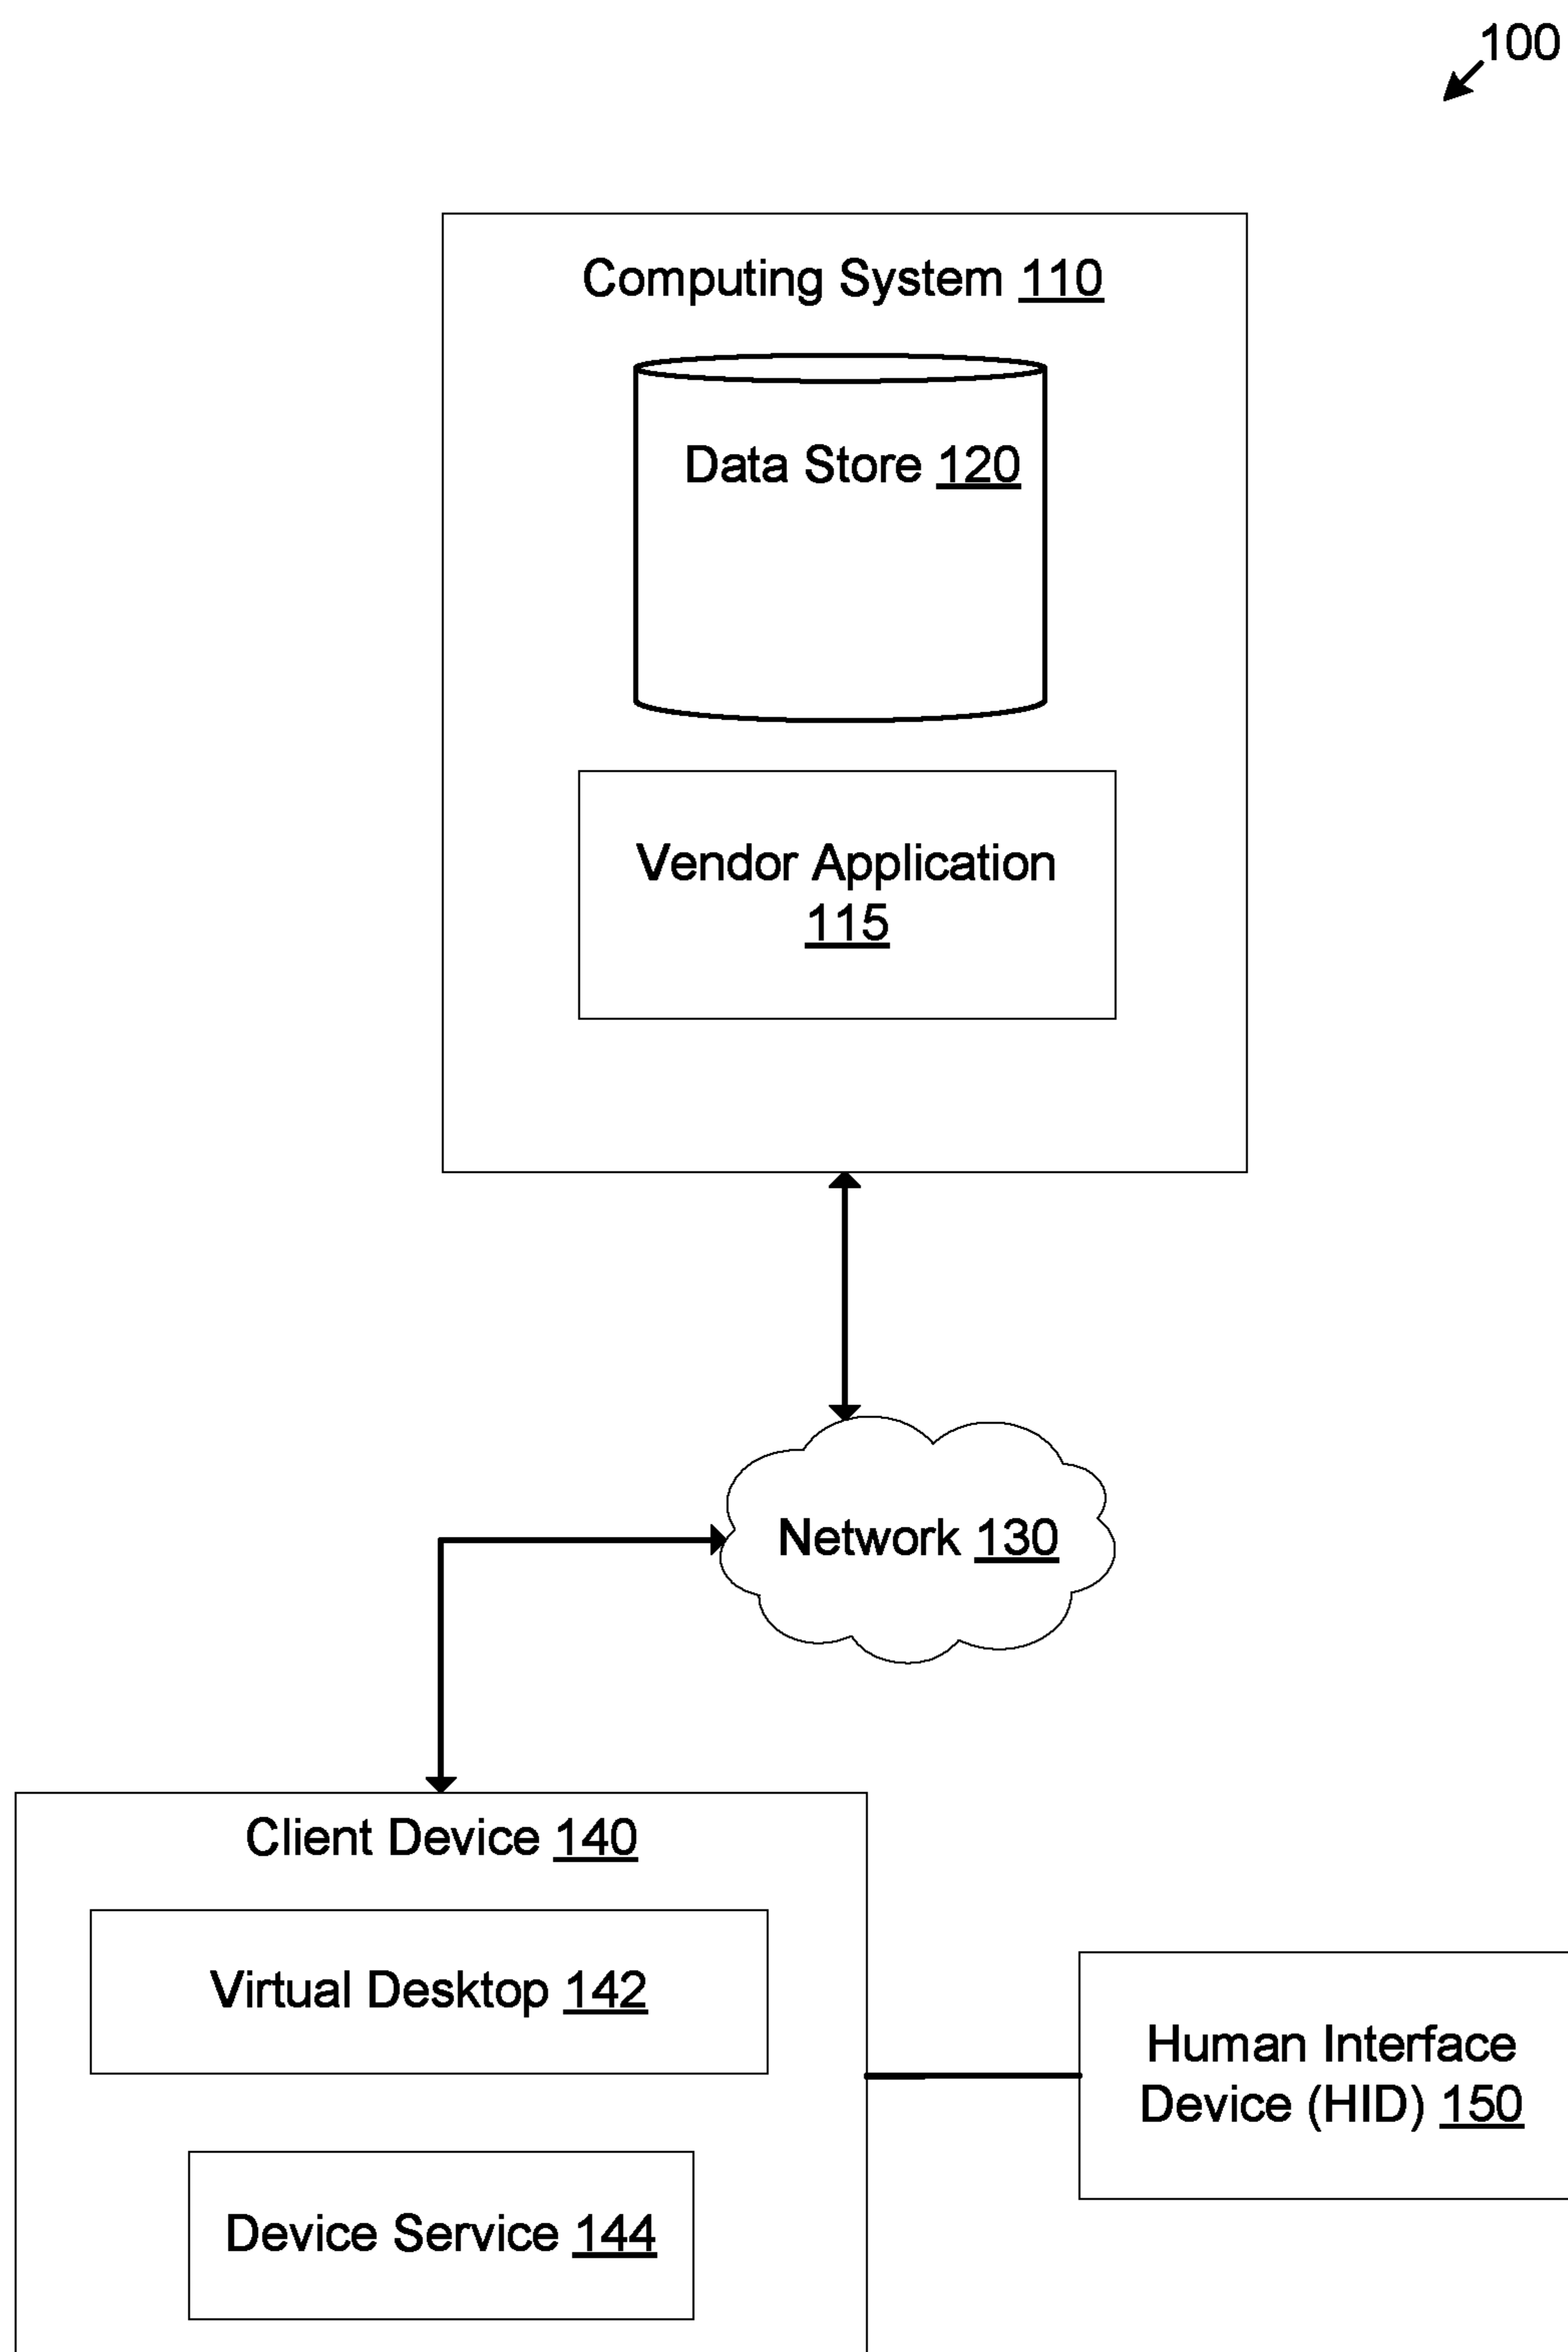 100
Computing System 110
Data Store 120
Vendor Application
115
Network 130
Client Device 140
Virtual Desktop 142
Human Interface
Device (HID) 150
Device Service 144